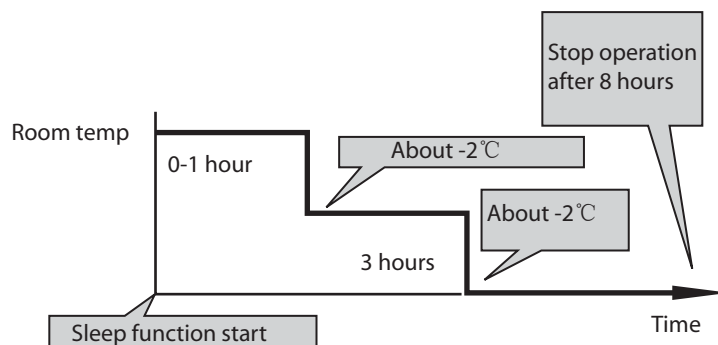 Stop operation
after 8 hours
Room temp
About -2℃
0-1 hour
About -2℃
3 hours
Time
Sleep function start